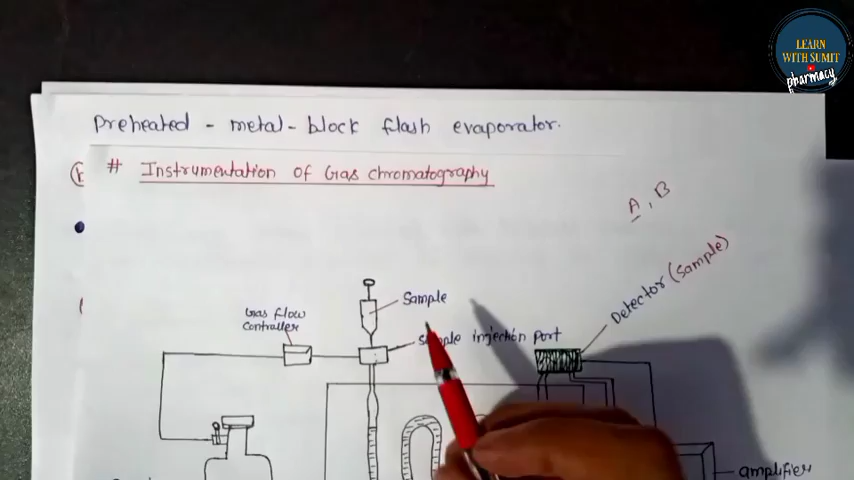 LEARN
WITH SUMIT
pharmacy
Preheated - metal-block flash evaporator.
# Instrumentation of Gas chromatography
A, B
Detector (Sample)
Sample
Gas flow
Controller
Sample injection port
amplifier